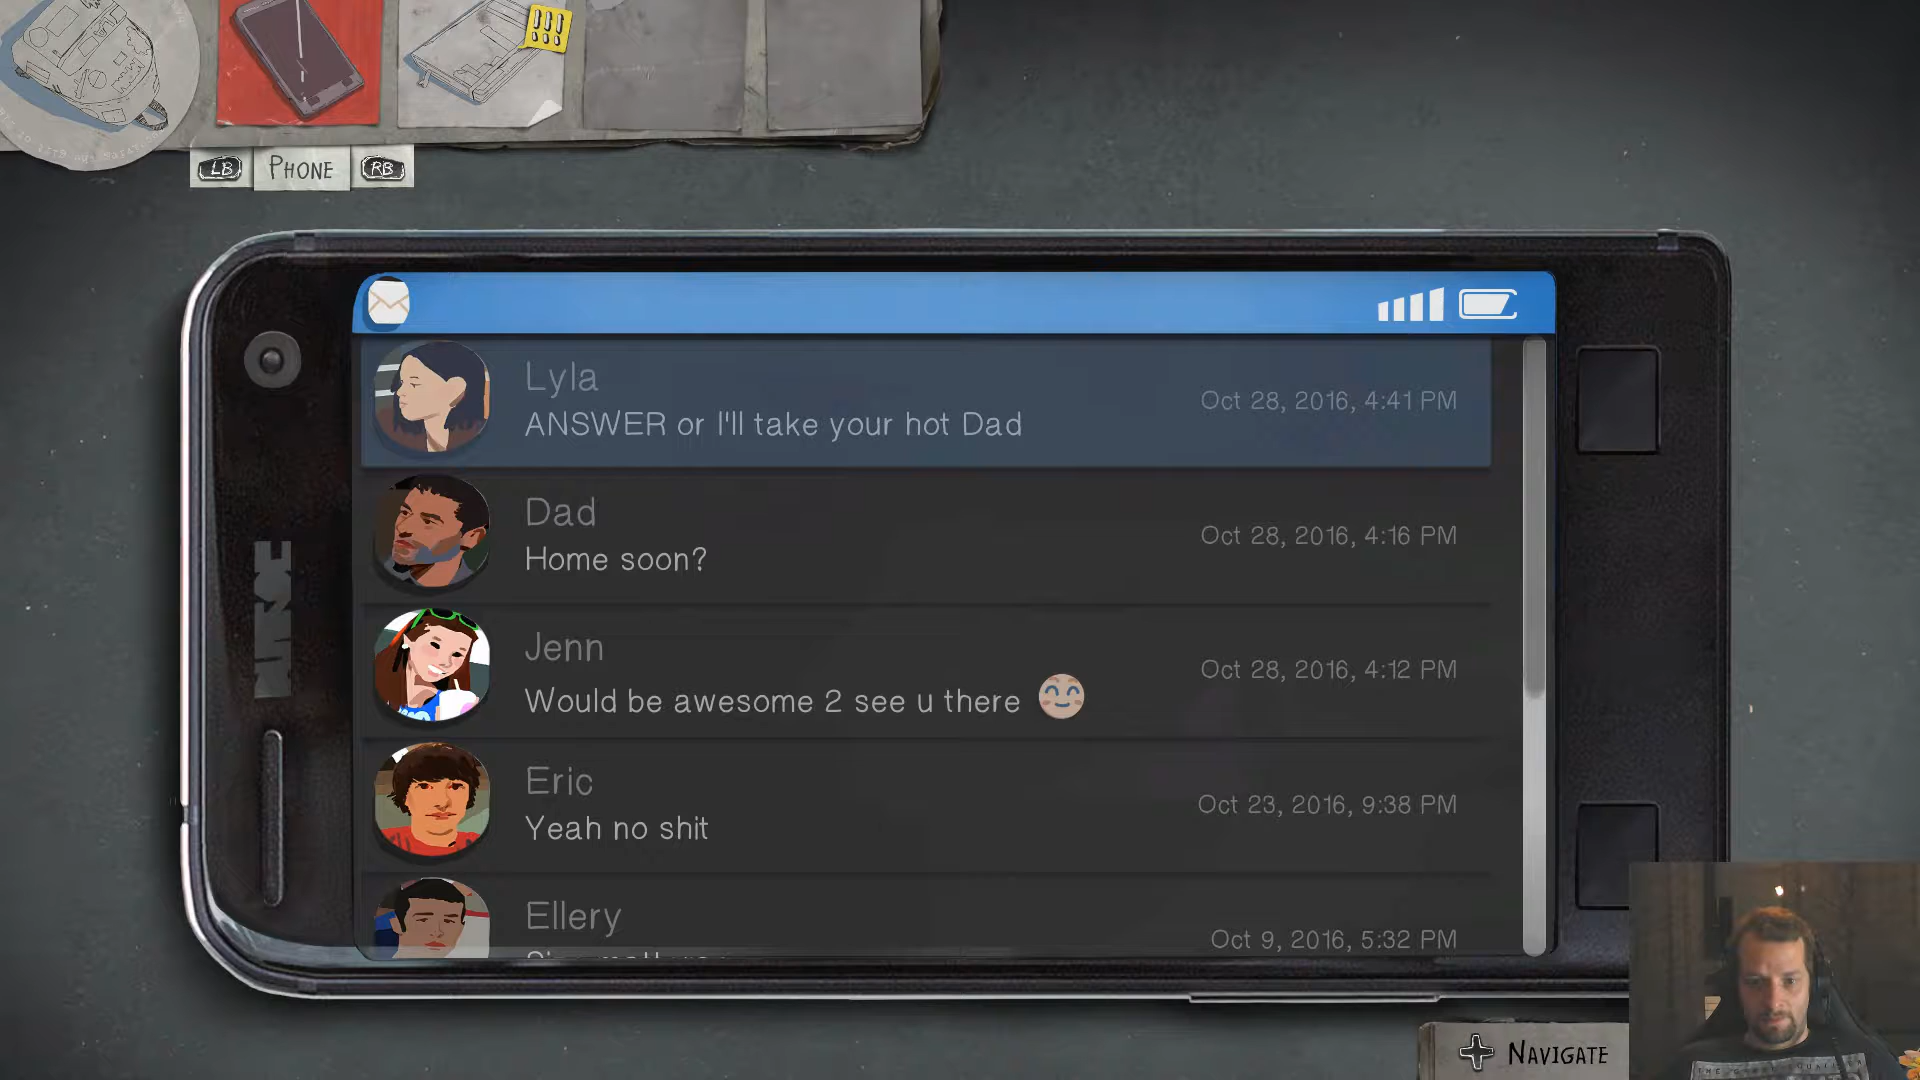 LB PHONE RB
Lyla
ANSWER or I'll take your hot Dad
Oct 28, 2016, 4:41 PM
Dad
Home soon?
Oct 28, 2016, 4:16 PM
Jenn
Would be awesome 2 see u there
Oct 28, 2016, 4:12 PM
Eric
Yeah no shit
Oct 23, 2016, 9:38 PM
Ellery
Oct 9, 2016, 5:32 PM
NAVIGATE